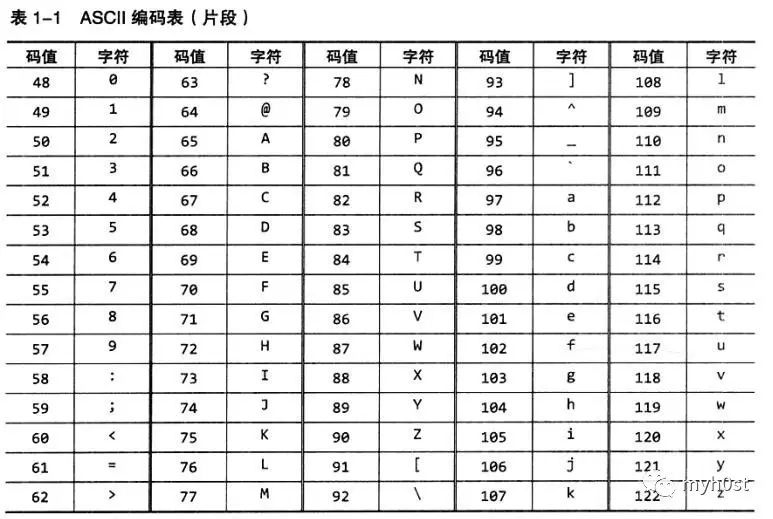 表 1-1 ASCII 编码表（片段）
码值 字符 码值 字符 码值 字符 码值 字符 码值 字符
48 0 63 ? 78 N 93 ] 108 l
49 1 64 @ 79 O 94 ^ 109 m
50 2 65 A 80 P 95 _ 110 n
51 3 66 B 81 Q 96 ` 111 o
52 4 67 C 82 R 97 a 112 p
53 5 68 D 83 S 98 b 113 q
54 6 69 E 84 T 99 c 114 r
55 7 70 F 85 U 100 d 115 s
56 8 71 G 86 V 101 e 116 t
57 9 72 H 87 W 102 f 117 u
58 : 73 I 88 X 103 g 118 v
59 ; 74 J 89 Y 104 h 119 w
60 < 75 K 90 Z 105 i 120 x
61 = 76 L 91 [ 106 j 121 y
62 > 77 M 92 \ 107 k 122 z
myh0st